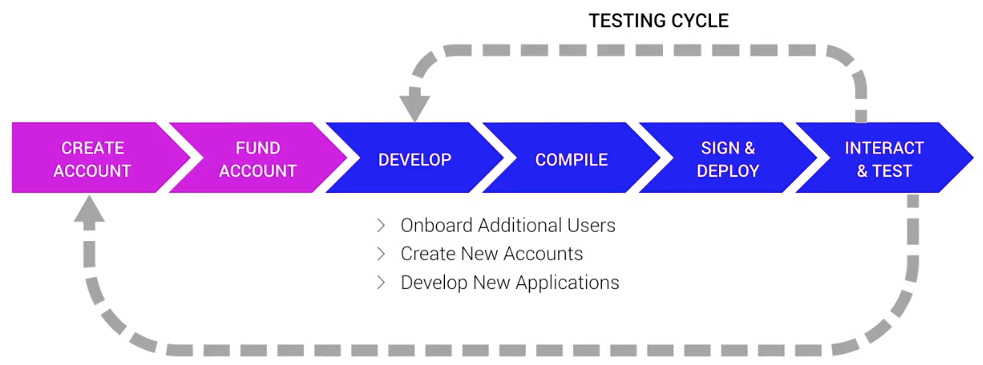 TESTING CYCLE
CREATE
ACCOUNT
FUND
ACCOUNT
DEVELOP
COMPILE
SIGN &
DEPLOY
INTERACT
& TEST
Onboard Additional Users
Create New Accounts
Develop New Applications